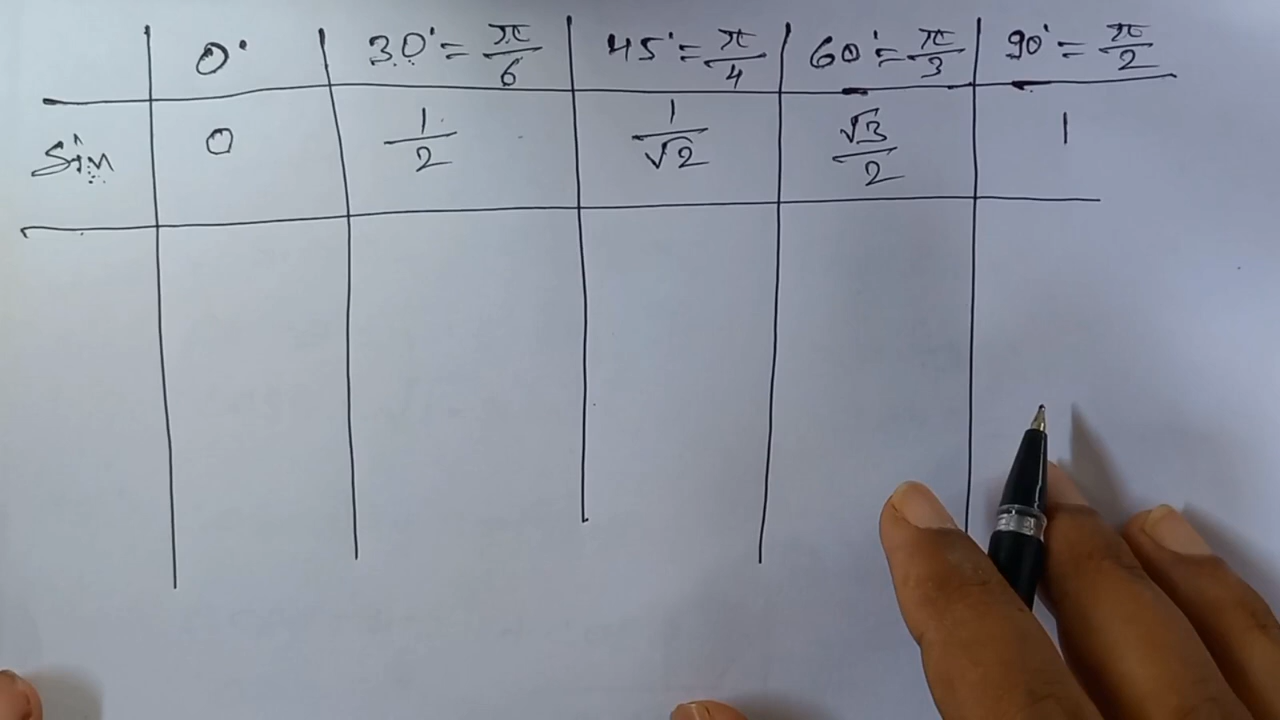 0° 30° = π/6 45° = π/4 60° = π/3 90° = π/2
Sin 0 1/2 1/√2 √3/2 1